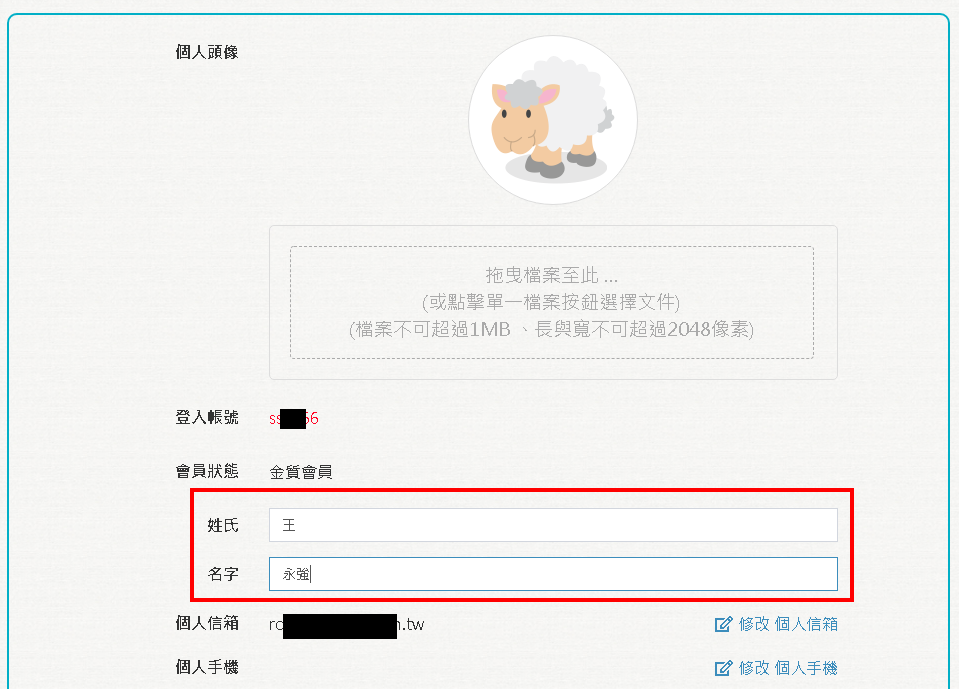 個人頭像
拖曳檔案至此 ...
(或點擊單一檔案按鈕選擇文件)
(檔案不可超過1MB 、長與寬不可超過2048像素)
登入帳號 ss 66
會員狀態 金質會員
姓氏 王
名字 永強
個人信箱 ro .tw 修改 個人信箱
個人手機 修改 個人手機